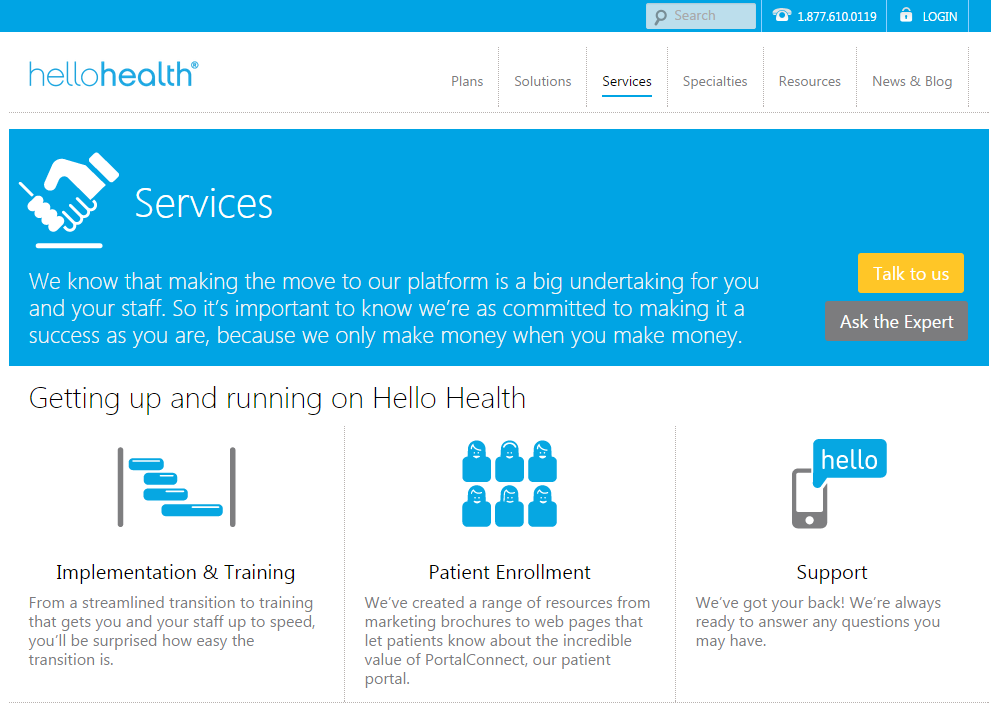 Search
1.877.610.0119
LOGIN
hellohealth®
Plans
Solutions
Services
Specialties
Resources
News & Blog
Services
We know that making the move to our platform is a big undertaking for you
and your staff. So it's important to know we're as committed to making it a
success as you are, because we only make money when you make money.
Talk to us
Ask the Expert
Getting up and running on Hello Health
hello
Implementation & Training
From a streamlined transition to training
that gets you and your staff up to speed,
you'll be surprised how easy the
transition is.
Patient Enrollment
We've created a range of resources from
marketing brochures to web pages that
let patients know about the incredible
value of PortalConnect, our patient
portal.
Support
We've got your back! We're always
ready to answer any questions you
may have.